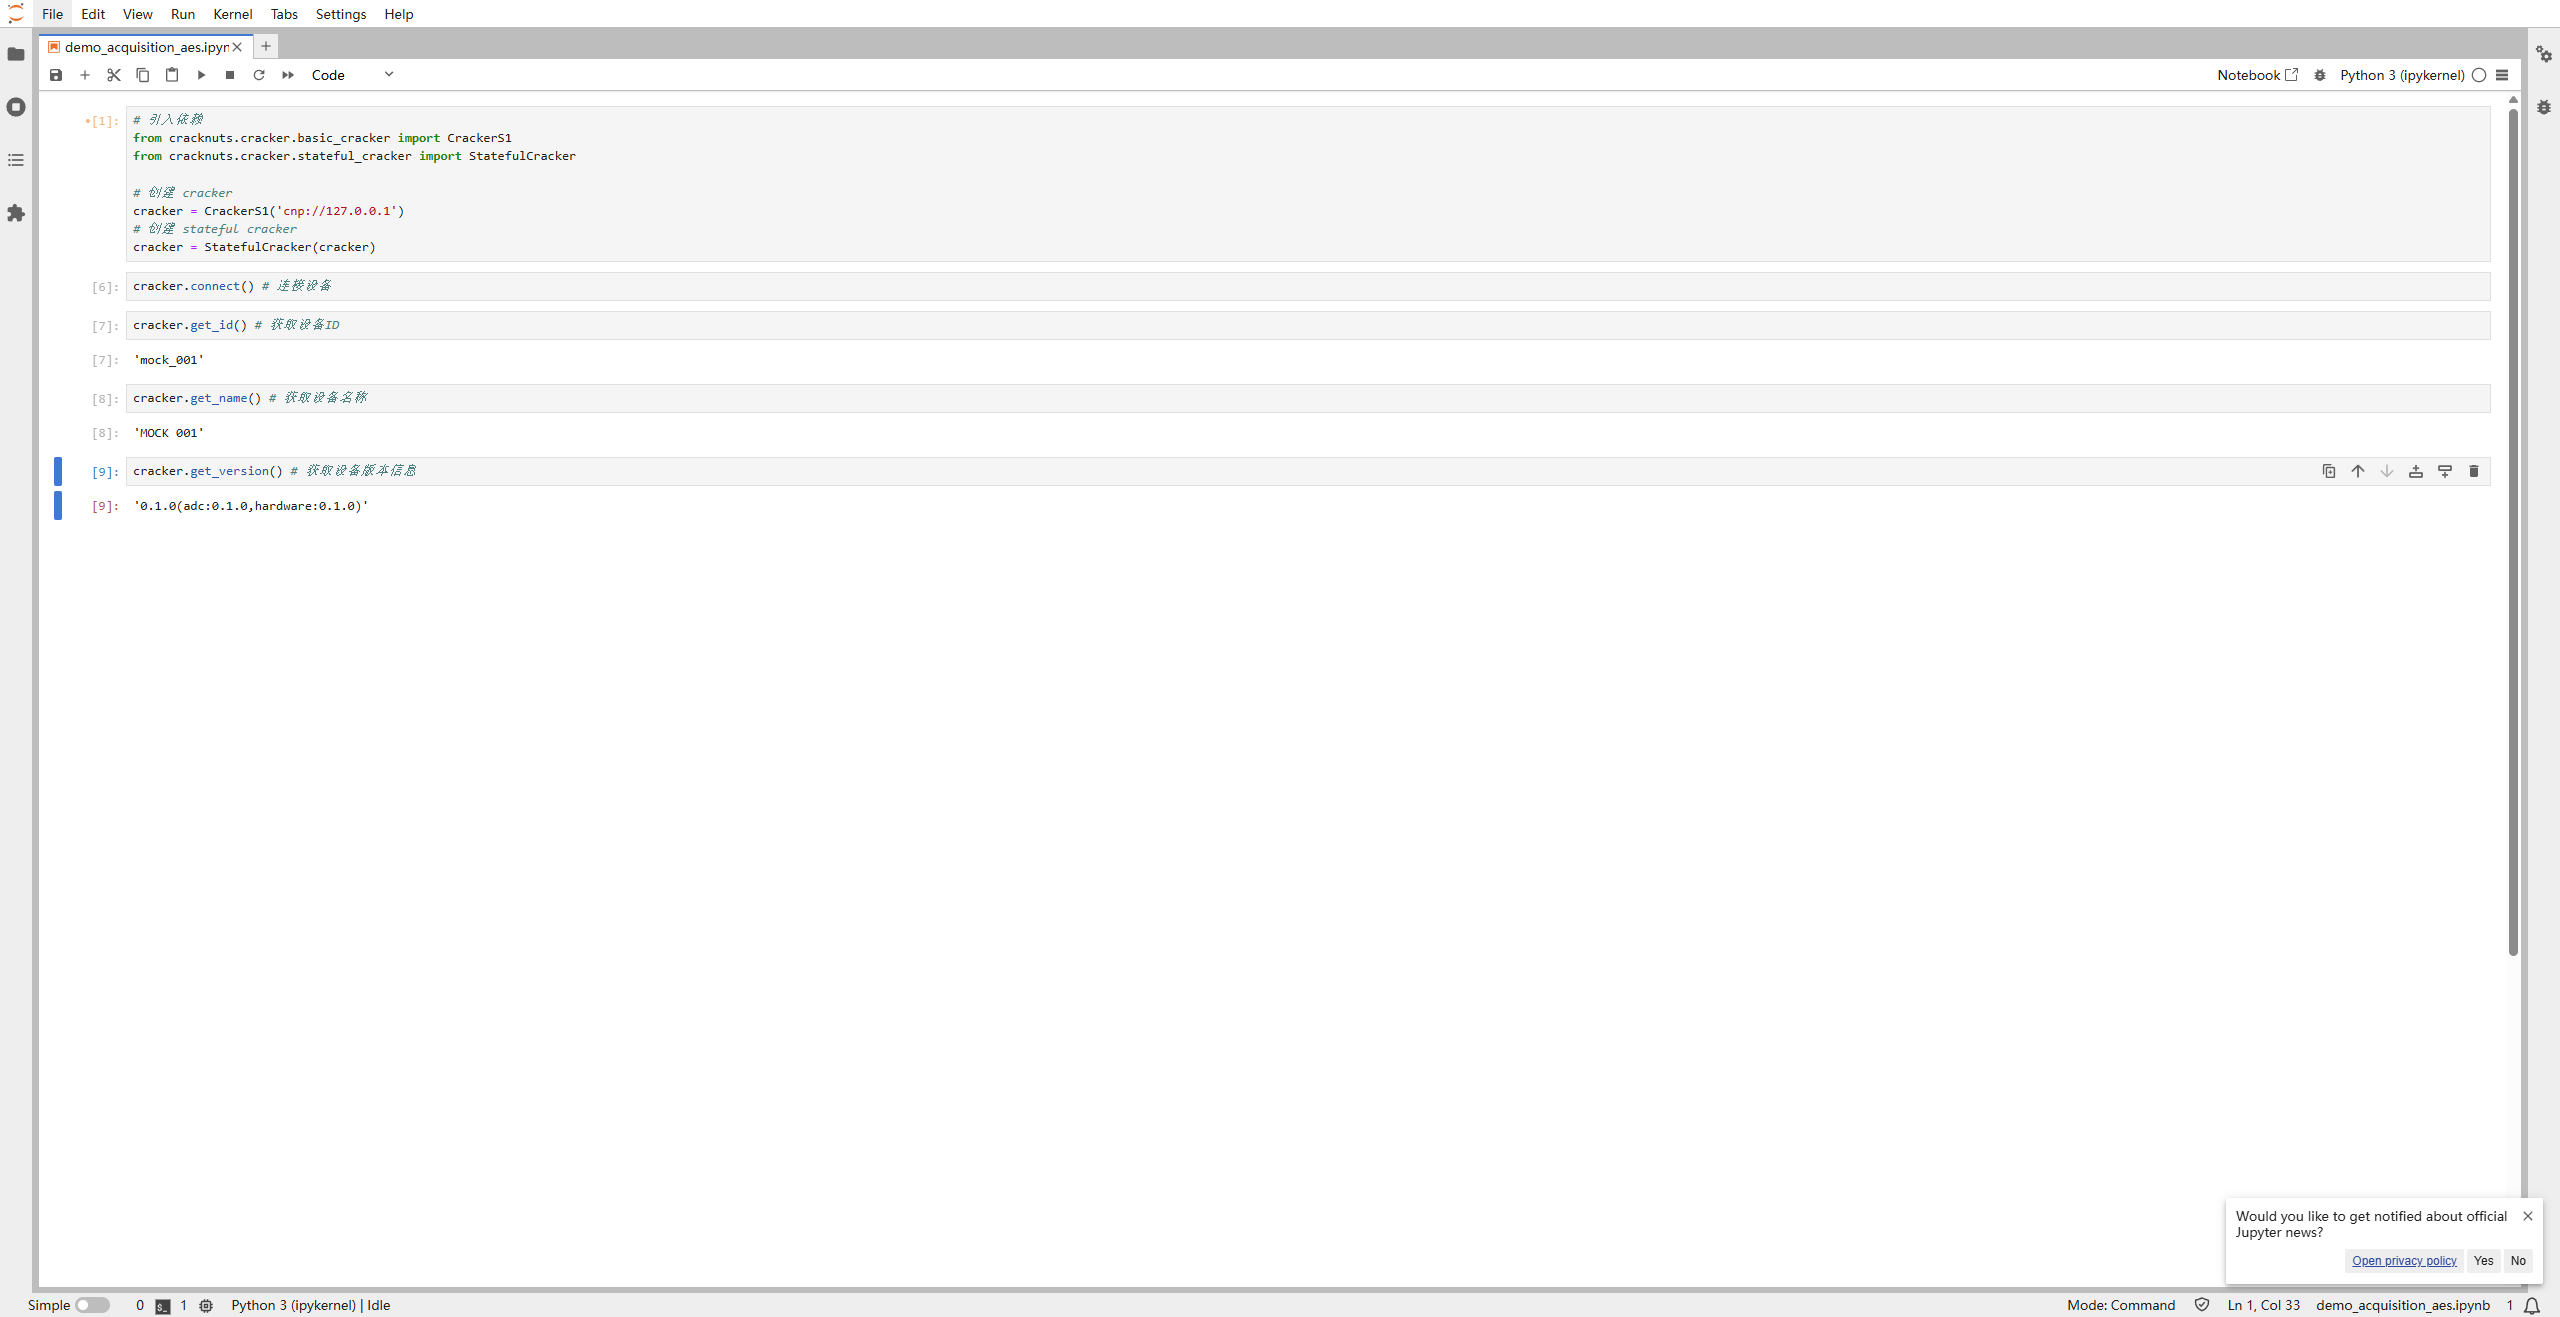 File Edit View Run Kernel Tabs Settings Help
demo_acquisition_aes.ipyn
Code
Notebook Python 3 (ipykernel)
[1]:
# 引入依赖
from cracknuts.cracker.basic_cracker import CrackerS1
from cracknuts.cracker.stateful_cracker import StatefulCracker
# 创建 cracker
cracker = CrackerS1('cnp://127.0.0.1')
# 创建 stateful cracker
cracker = StatefulCracker(cracker)
[6]: cracker.connect() # 连接设备
[7]: cracker.get_id() # 获取设备ID
[7]: 'mock_001'
[8]: cracker.get_name() # 获取设备名称
[8]: 'MOCK 001'
[9]: cracker.get_version() # 获取设备版本信息
[9]: '0.1.0(adc:0.1.0,hardware:0.1.0)'
Would you like to get notified about official
Jupyter news?
Open privacy policy Yes No
Simple 0 $_ 1 Python 3 (ipykernel) | Idle Mode: Command Ln 1, Col 33 demo_acquisition_aes.ipynb 1